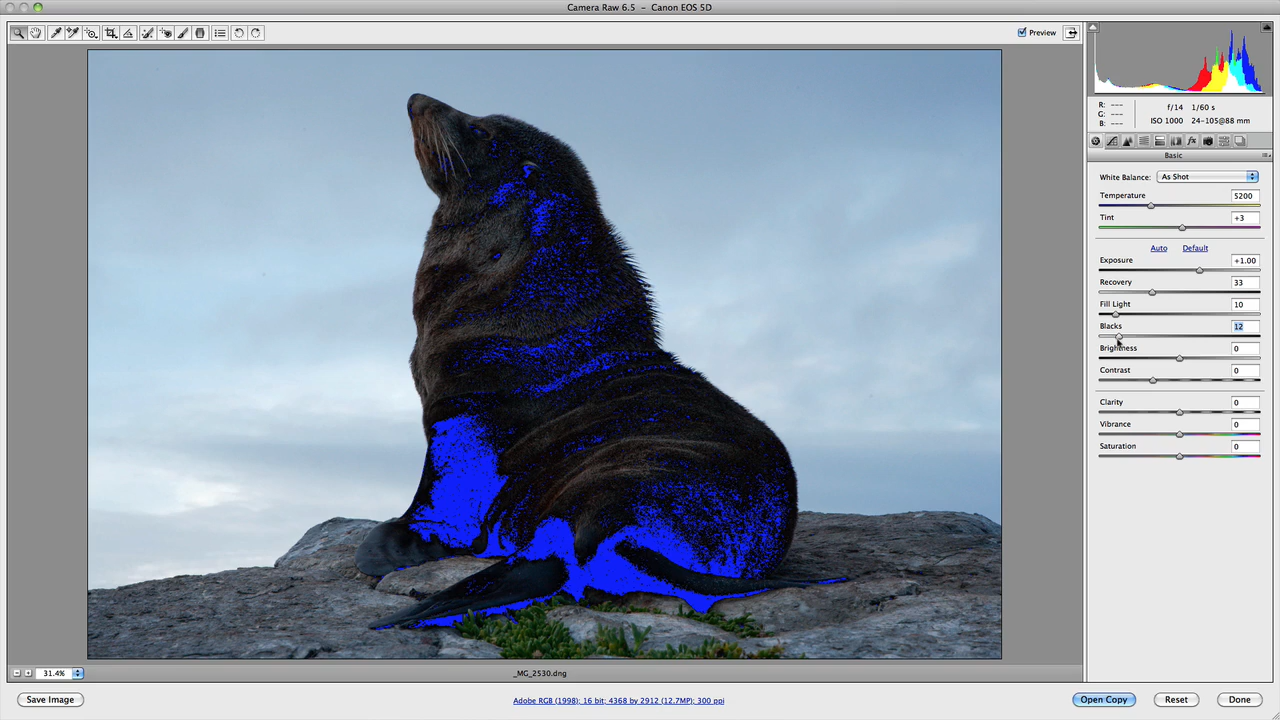 Camera Raw 6.5 – Canon EOS 5D
Preview
R: ---
G: ---
B: ---
f/14 1/60 s
ISO 1000 24-105@88 mm
fx
Basic
White Balance: As Shot
Temperature 5200
Tint +3
Auto Default
Exposure +1.00
Recovery 33
Fill Light 10
Blacks 12
Brightness 0
Contrast 0
Clarity 0
Vibrance 0
Saturation 0
31.4%
_MG_2530.dng
Save Image
Adobe RGB (1998); 16 bit; 4368 by 2912 (12.7MP); 300 ppi
Open Copy
Reset
Done